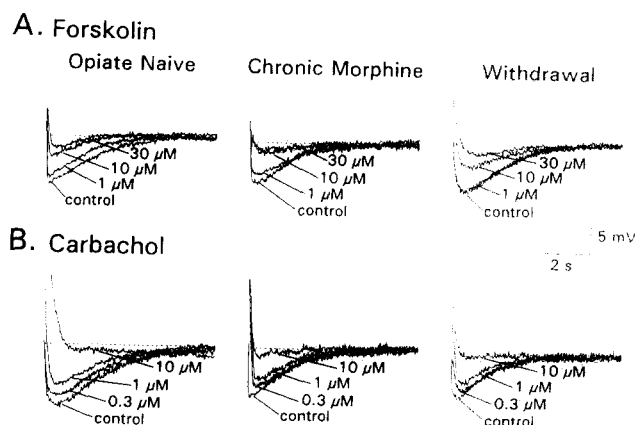 A. Forskolin
Opiate Naive
Chronic Morphine
Withdrawal
30 µM
10 µM
1 µM
control
30 µM
10 µM
1 µM
control
30 µM
10 µM
1 µM
control
5 mV
2 s
B. Carbachol
10 µM
1 µM
0.3 µM
control
10 µM
1 µM
0.3 µM
control
10 µM
1 µM
0.3 µM
control